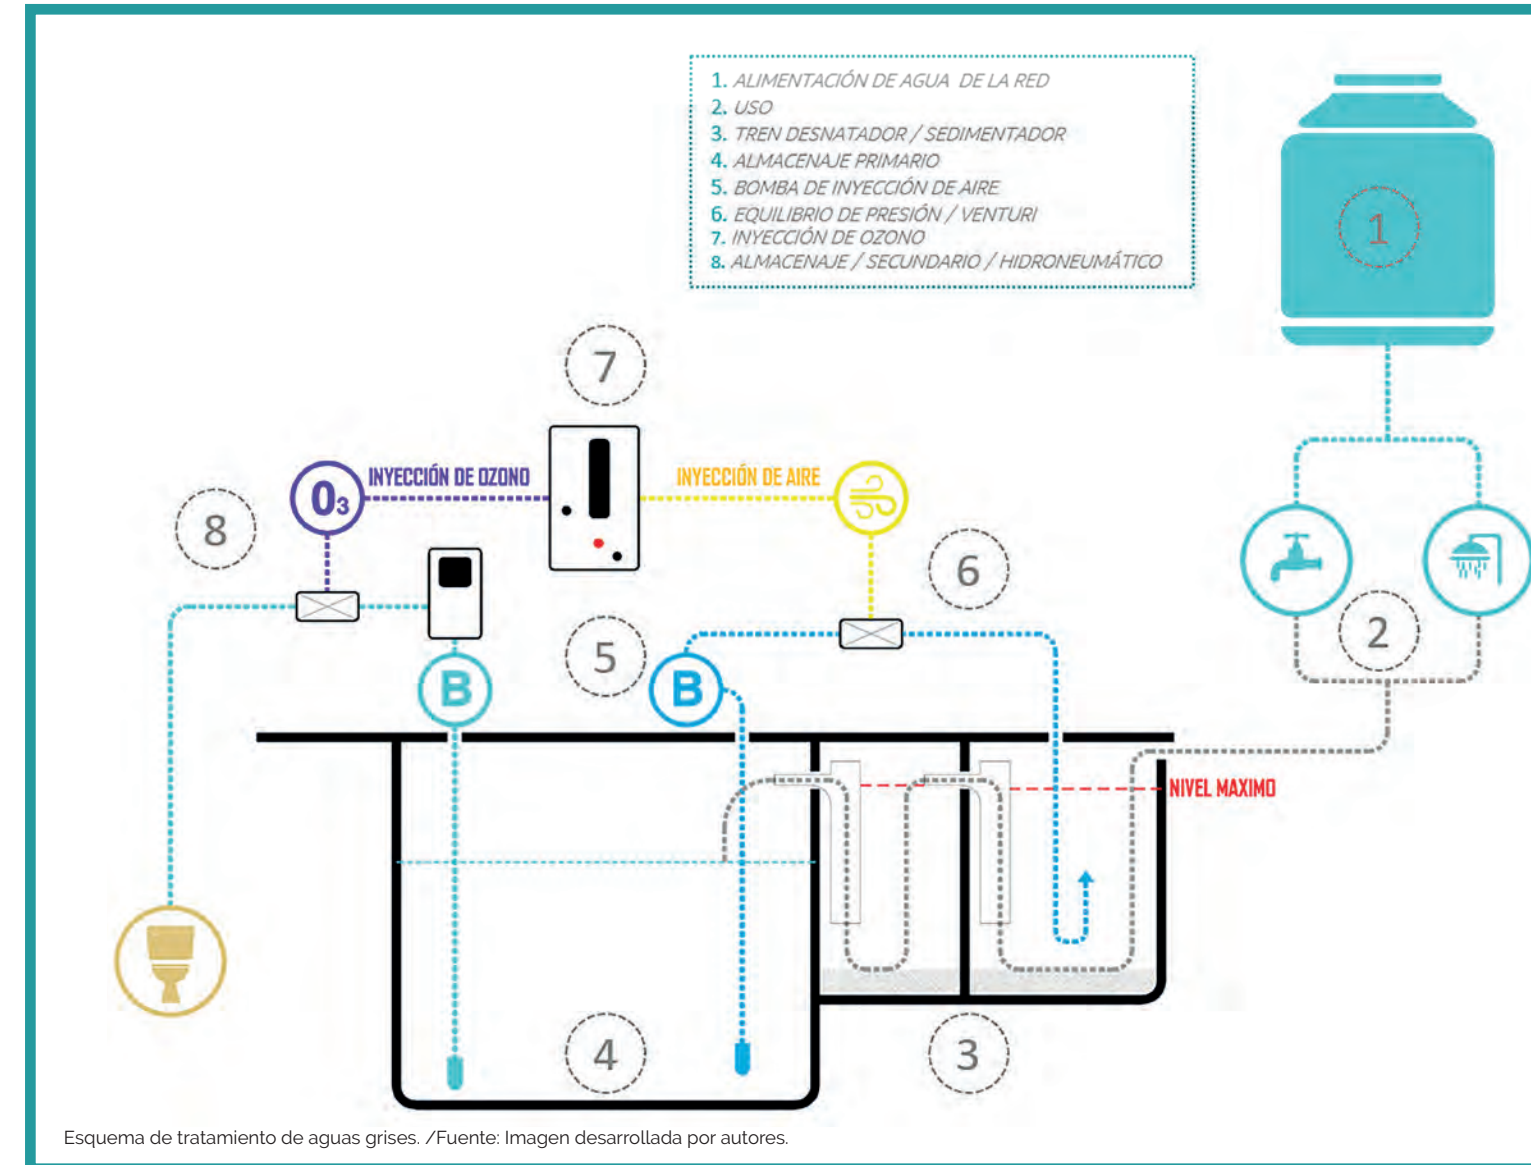 1. ALIMENTACIÓN DE AGUA DE LA RED
2. USO
3. TREN DESNATADOR / SEDIMENTADOR
4. ALMACENAJE PRIMARIO
5. BOMBA DE INYECCIÓN DE AIRE
6. EQUILIBRIO DE PRESIÓN / VENTURI
7. INYECCIÓN DE OZONO
8. ALMACENAJE / SECUNDARIO / HIDRONEUMÁTICO
1
7
INYECCIÓN DE OZONO
INYECCIÓN DE AIRE
O3
8
6
2
5
B
B
NIVEL MAXIMO
4
3
Esquema de tratamiento de aguas grises. /Fuente: Imagen desarrollada por autores.